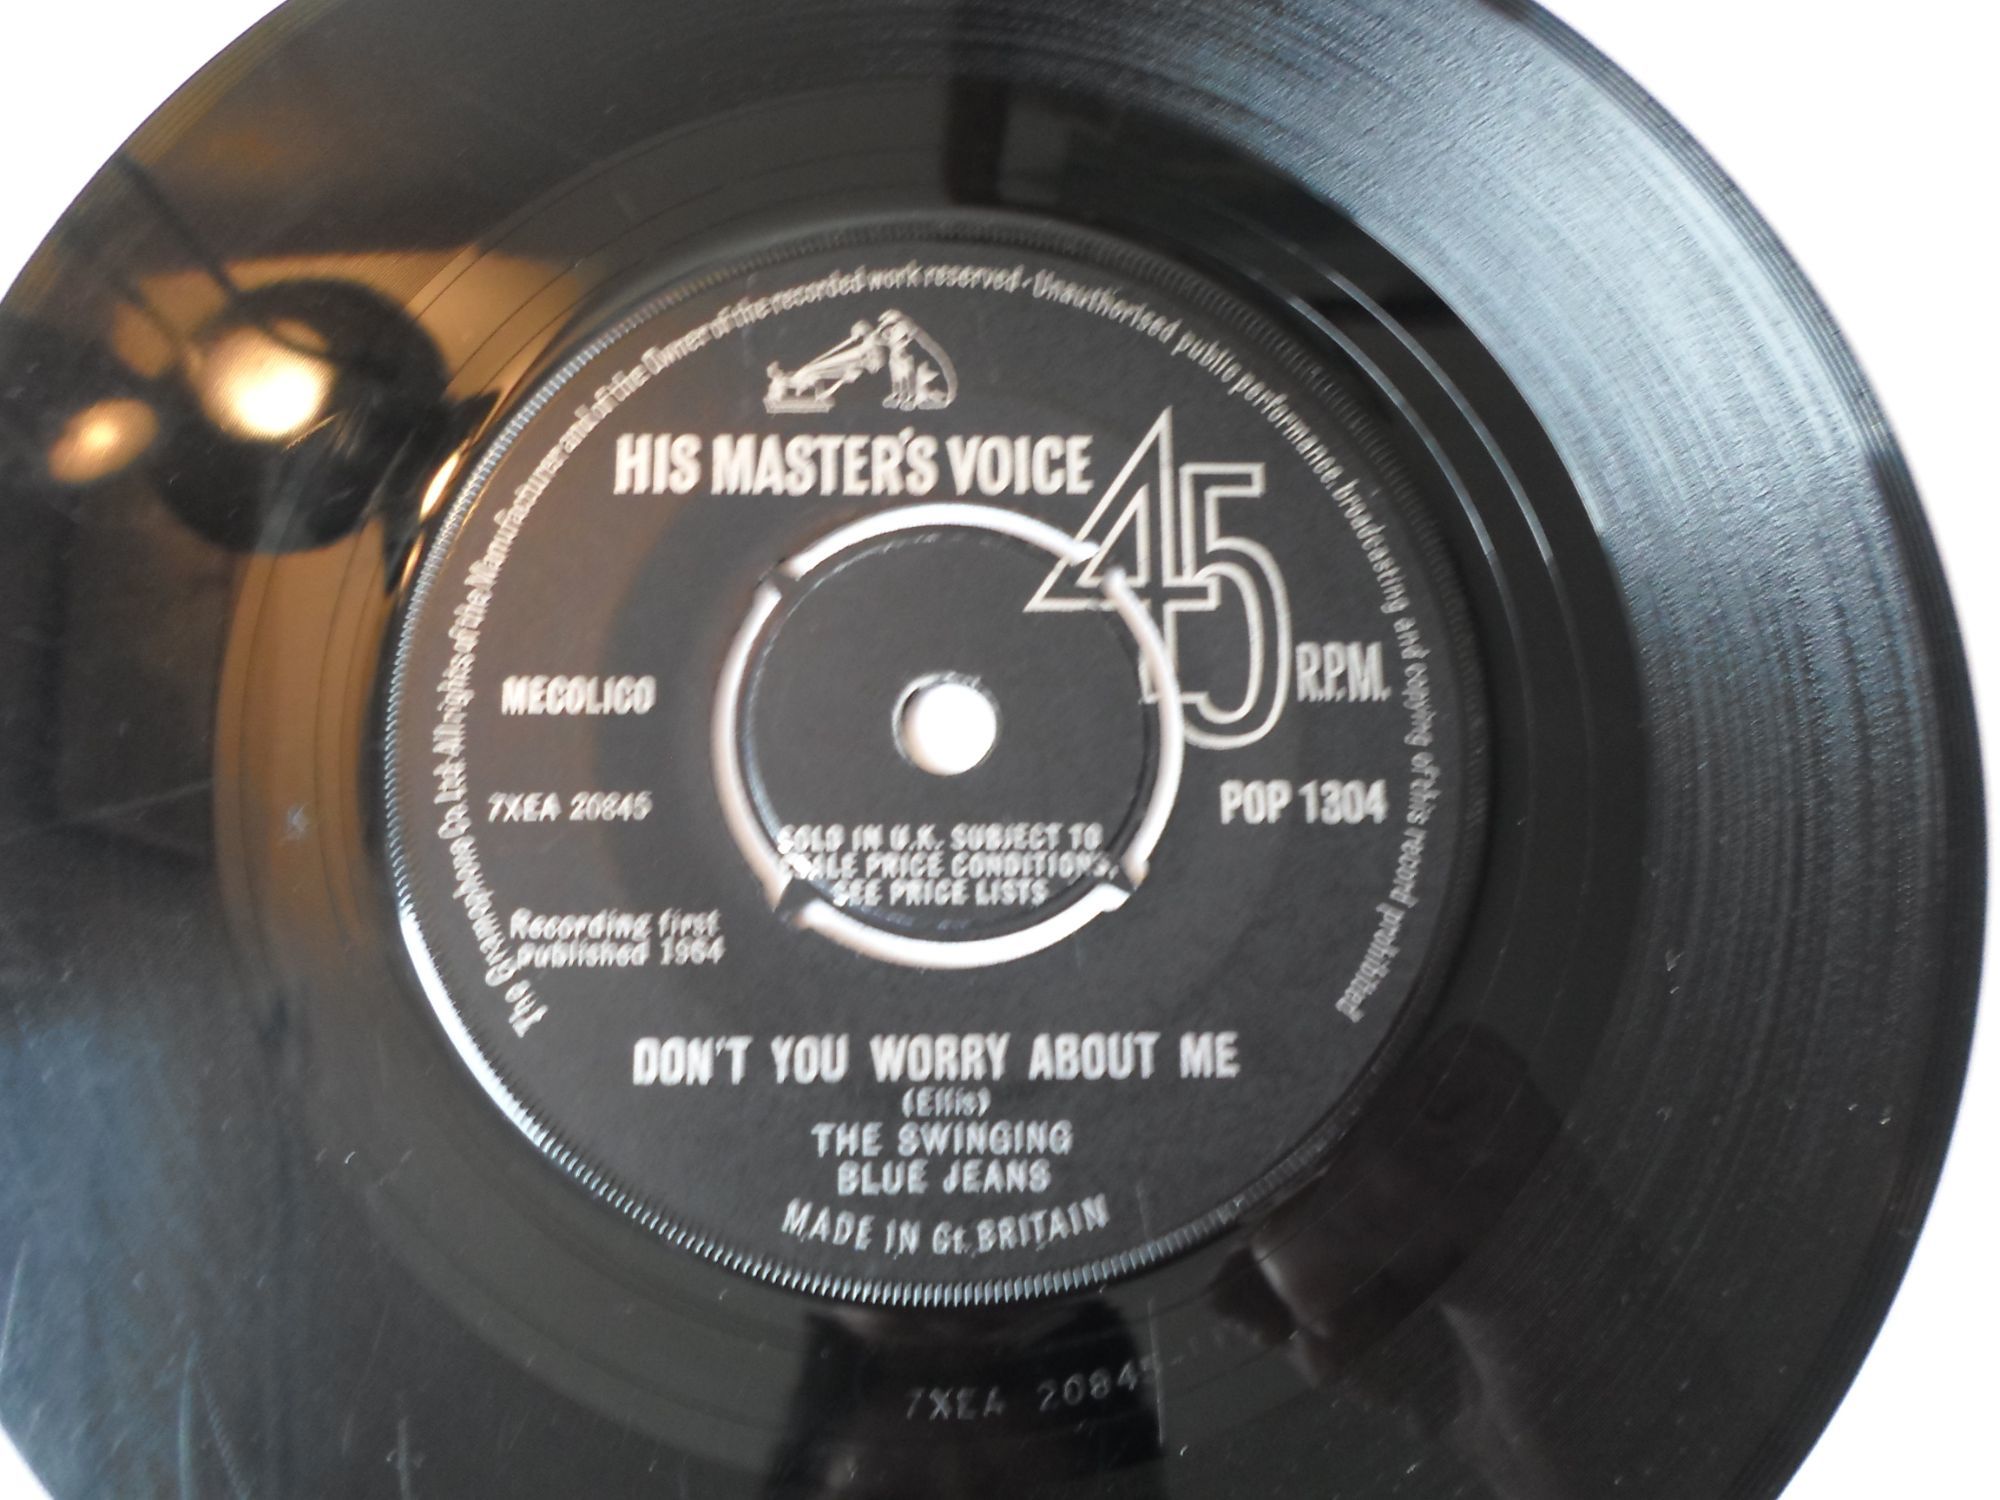 The Gramophone Co. Ltd. All rights of the Manufacturer and of the Owner of the recorded work reserved · Unauthorised public performance, broadcasting and copying of this record prohibited
HIS MASTER'S VOICE
45
R.P.M.
MECOLICO
7XEA 20845
POP 1304
SOLD IN U.K. SUBJECT TO
SALE PRICE CONDITIONS,
SEE PRICE LISTS
Recording first
published 1964
DON'T YOU WORRY ABOUT ME
(Ellis)
THE SWINGING
BLUE JEANS
MADE IN Gt. BRITAIN
7XEA 20845